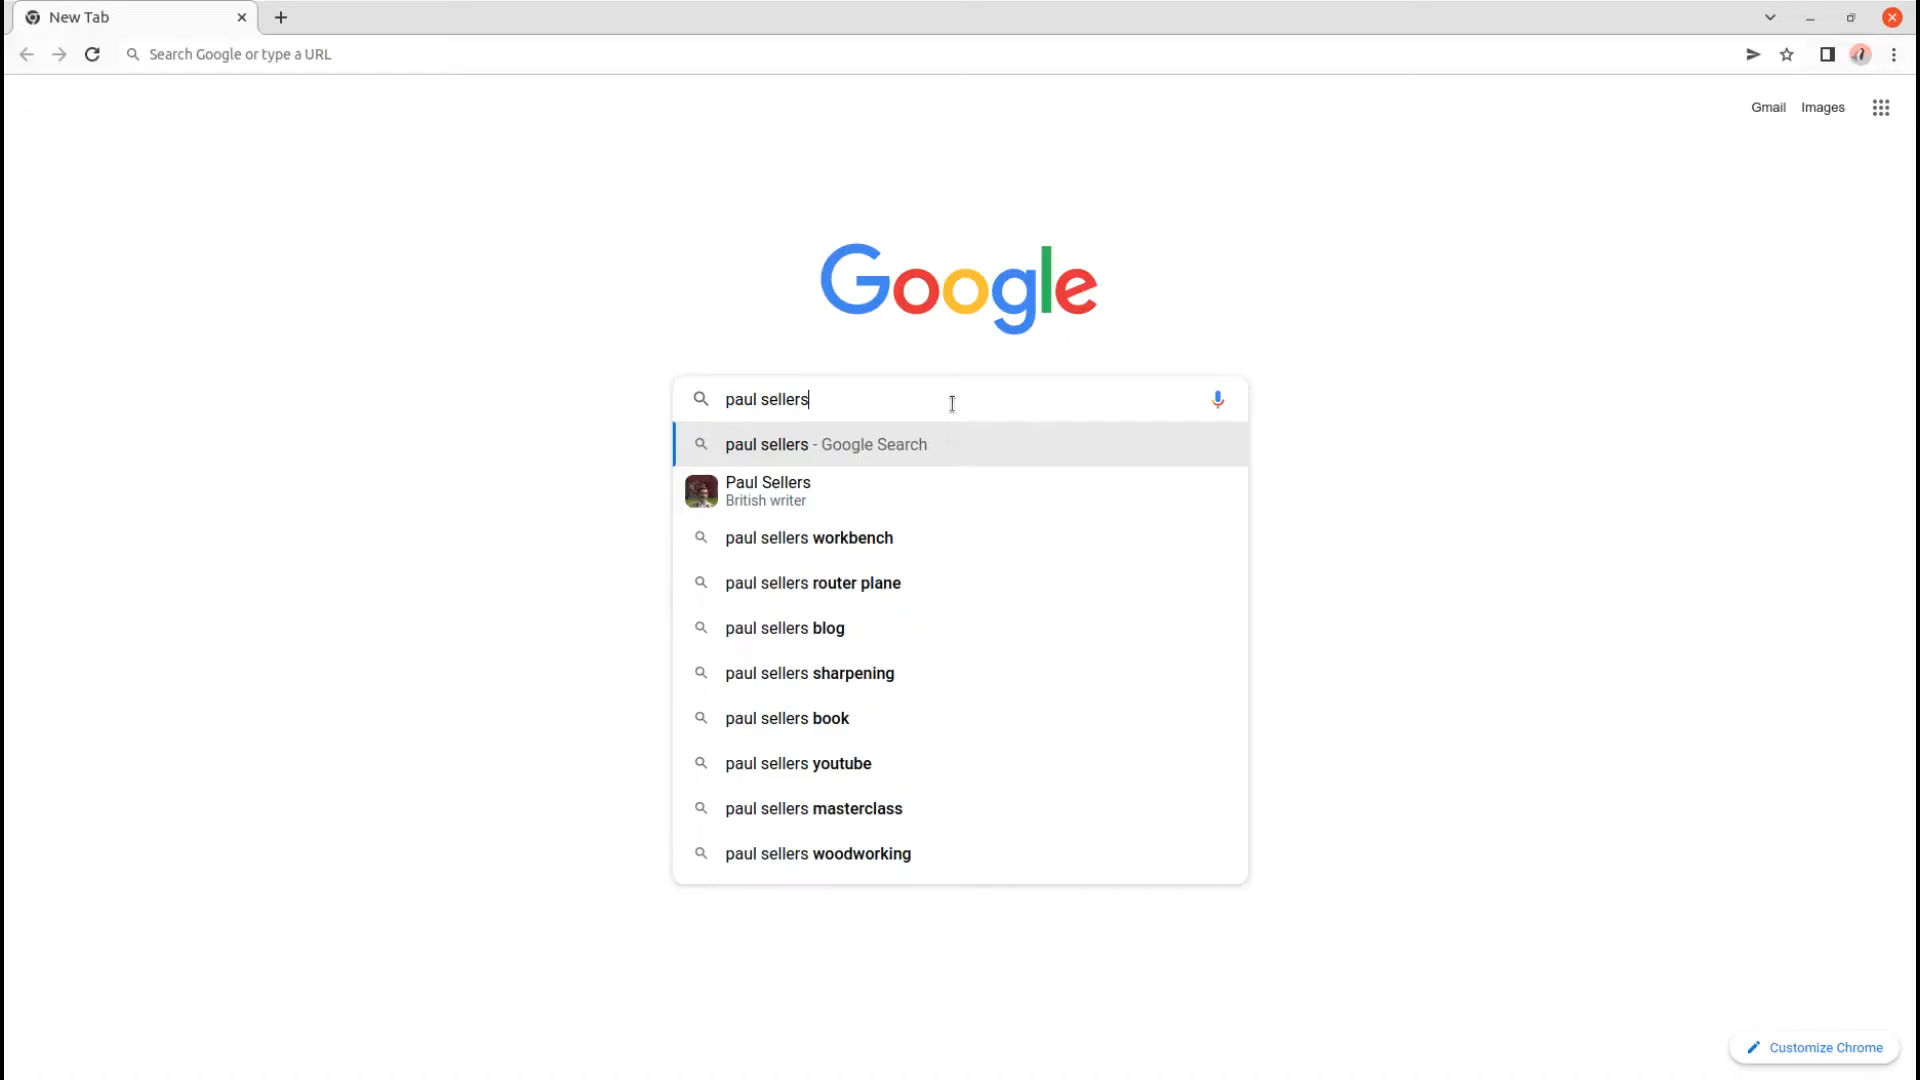 New Tab
Search Google or type a URL
Gmail Images
Google
paul sellers
paul sellers - Google Search
Paul Sellers
British writer
paul sellers workbench
paul sellers router plane
paul sellers blog
paul sellers sharpening
paul sellers book
paul sellers youtube
paul sellers masterclass
paul sellers woodworking
Customize Chrome